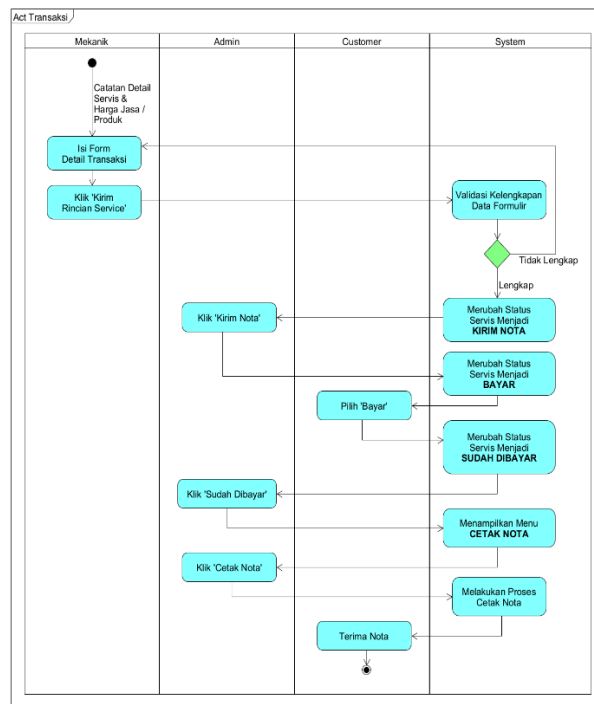 Act Transaksi
Mekanik
Admin
Customer
System
Catatan Detail
Servis &
Harga Jasa /
Produk
Isi Form
Detail Transaksi
Klik 'Kirim
Rincian Service'
Validasi Kelengkapan
Data Formulir
Tidak Lengkap
Lengkap
Merubah Status
Servis Menjadi
KIRIM NOTA
Klik 'Kirim Nota'
Merubah Status
Servis Menjadi
BAYAR
Pilih 'Bayar'
Merubah Status
Servis Menjadi
SUDAH DIBAYAR
Klik 'Sudah Dibayar'
Menampilkan Menu
CETAK NOTA
Klik 'Cetak Nota'
Melakukan Proses
Cetak Nota
Terima Nota